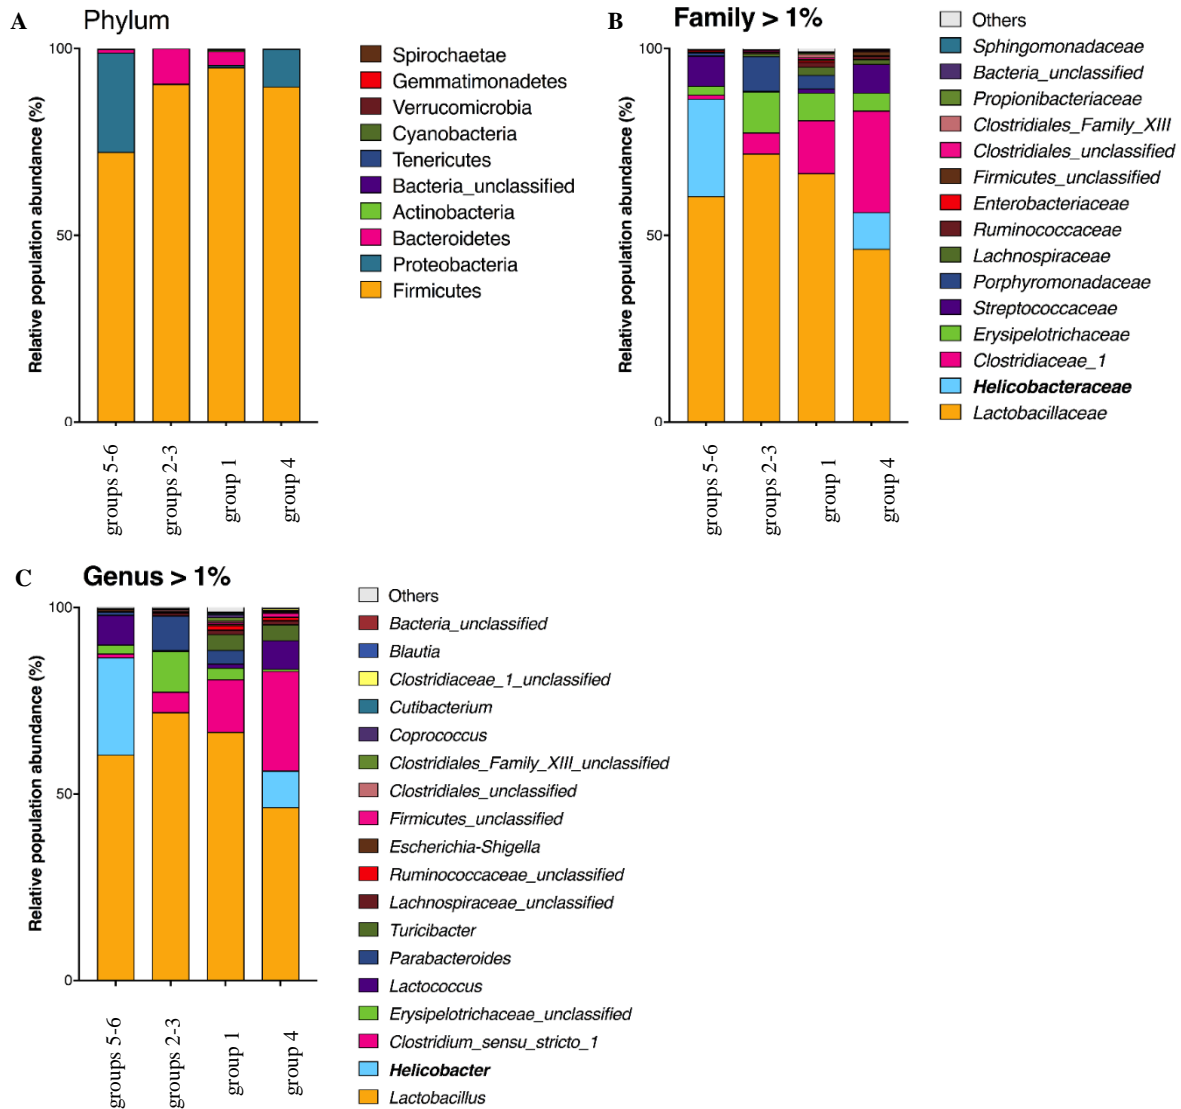 A
Phylum
Relative population abundance (%)
100
50
0
groups 5-6
groups 2-3
group 1
group 4
Spirochaetae
Gemmatimonadetes
Verrucomicrobia
Cyanobacteria
Tenericutes
Bacteria_unclassified
Actinobacteria
Bacteroidetes
Proteobacteria
Firmicutes
B
Family > 1%
Relative population abundance (%)
100
50
0
groups 5-6
groups 2-3
group 1
group 4
Others
Sphingomonadaceae
Bacteria_unclassified
Propionibacteriaceae
Clostridiales_Family_XIII
Clostridiales_unclassified
Firmicutes_unclassified
Enterobacteriaceae
Ruminococcaceae
Lachnospiraceae
Porphyromonadaceae
Streptococcaceae
Erysipelotrichaceae
Clostridiaceae_1
Helicobacteraceae
Lactobacillaceae
C
Genus > 1%
Relative population abundance (%)
100
50
0
groups 5-6
groups 2-3
group 1
group 4
Others
Bacteria_unclassified
Blautia
Clostridiaceae_1_unclassified
Cutibacterium
Coprococcus
Clostridiales_Family_XIII_unclassified
Clostridiales_unclassified
Firmicutes_unclassified
Escherichia-Shigella
Ruminococcaceae_unclassified
Lachnospiraceae_unclassified
Turicibacter
Parabacteroides
Lactococcus
Erysipelotrichaceae_unclassified
Clostridium_sensu_stricto_1
Helicobacter
Lactobacillus